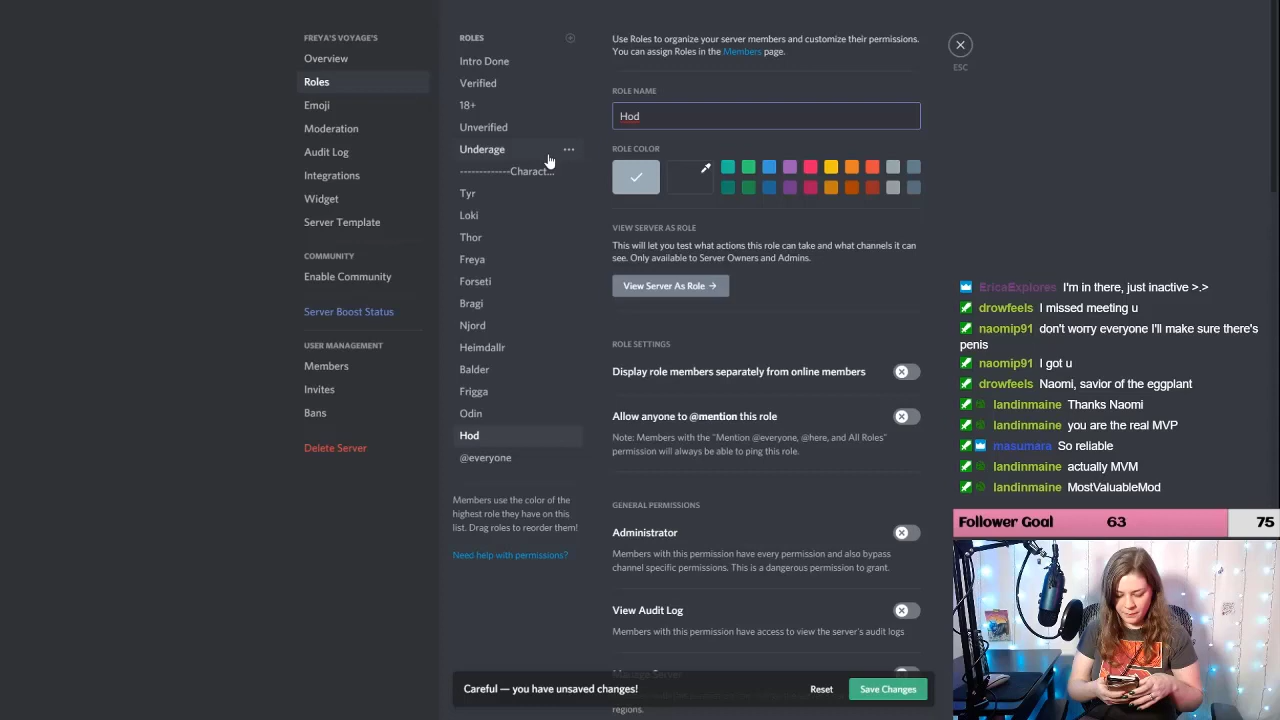 FREYA'S VOYAGE'S
Overview
Roles
Emoji
Moderation
Audit Log
Integrations
Widget
Server Template
COMMUNITY
Enable Community
Server Boost Status
USER MANAGEMENT
Members
Invites
Bans
Delete Server
ROLES
Intro Done
Verified
18+
Unverified
Underage
-------------Charact...
Tyr
Loki
Thor
Freya
Forseti
Bragi
Njord
Heimdallr
Balder
Frigga
Odin
Hod
@everyone
Members use the color of the
highest role they have on this
list. Drag roles to reorder them!
Need help with permissions?
Use Roles to organize your server members and customize their permissions.
You can assign Roles in the Members page.
ESC
ROLE NAME
Hod
ROLE COLOR
VIEW SERVER AS ROLE
This will let you test what actions this role can take and what channels it can
see. Only available to Server Owners and Admins.
View Server As Role →
ROLE SETTINGS
Display role members separately from online members
Allow anyone to @mention this role
Note: Members with the "Mention @everyone, @here, and All Roles"
permission will always be able to ping this role.
GENERAL PERMISSIONS
Administrator
Members with this permission have every permission and also bypass
channel specific permissions. This is a dangerous permission to grant.
View Audit Log
Members with this permission have access to view the server's audit logs
Manage Server
regions.
Careful — you have unsaved changes!
Reset
Save Changes
EricaExplores I'm in there, just inactive >.>
drowfeels I missed meeting u
naomip91 don't worry everyone I'll make sure there's
penis
naomip91 I got u
drowfeels Naomi, savior of the eggplant
landinmaine Thanks Naomi
landinmaine you are the real MVP
masumara So reliable
landinmaine actually MVM
landinmaine MostValuableMod
Follower Goal 63 75